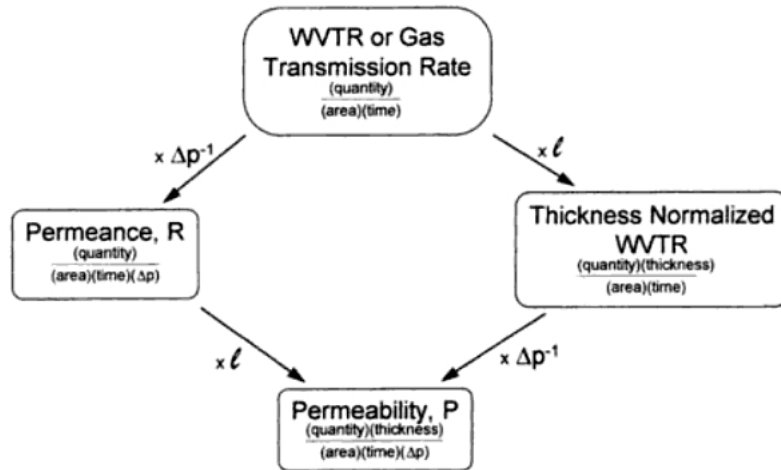 WVTR or Gas
Transmission Rate
(quantity)
(area)(time)
x Δp⁻¹
x ℓ
Permeance, R
(quantity)
(area)(time)(Δp)
Thickness Normalized
WVTR
(quantity)(thickness)
(area)(time)
x ℓ
x Δp⁻¹
Permeability, P
(quantity)(thickness)
(area)(time)(Δp)